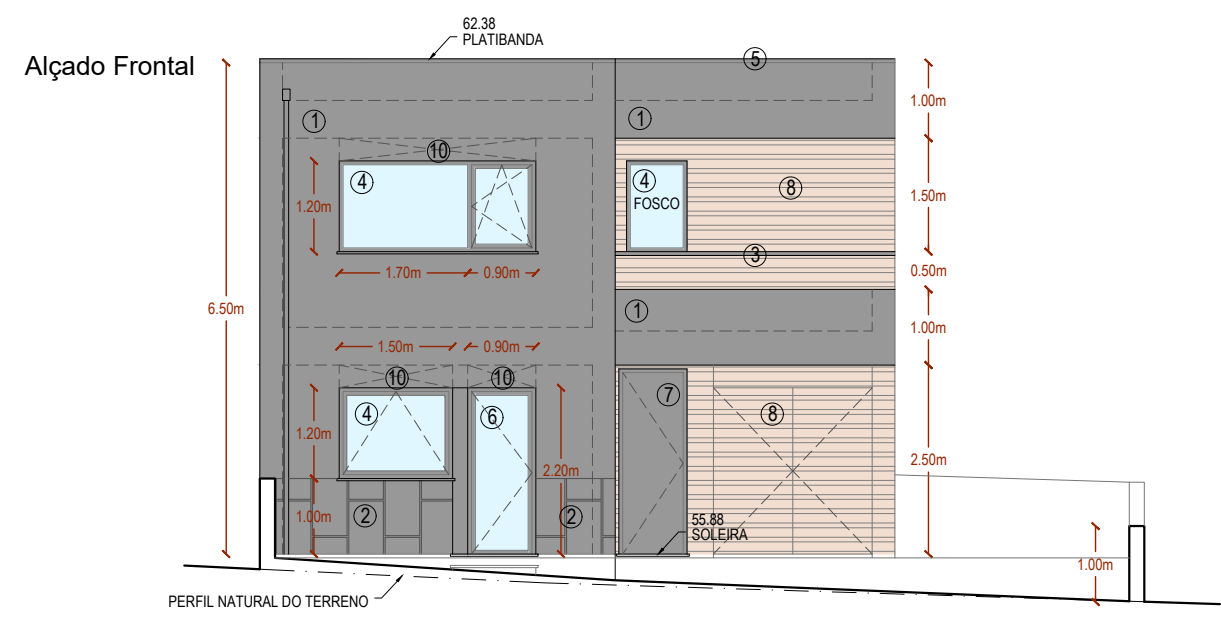 62.38
PLATIBANDA
Alçado Frontal
5
1.00m
1
1
10
4
4
FOSCO
8
1.20m
1.50m
3
1.70m
0.90m
0.50m
6.50m
1
1.00m
1.50m
0.90m
10
10
7
4
6
8
1.20m
2.20m
2.50m
1.00m
2
2
55.88
SOLEIRA
1.00m
PERFIL NATURAL DO TERRENO